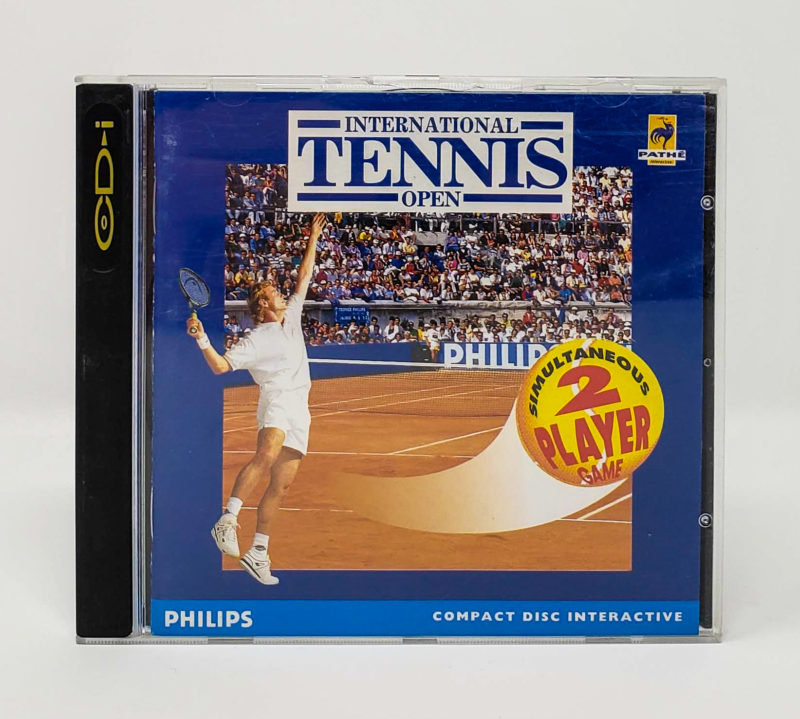 CD-i
INTERNATIONAL
TENNIS
OPEN
PATHÉ
PHILIPS
SIMULTANEOUS
2
PLAYER
GAME
PHILIPS
COMPACT DISC INTERACTIVE